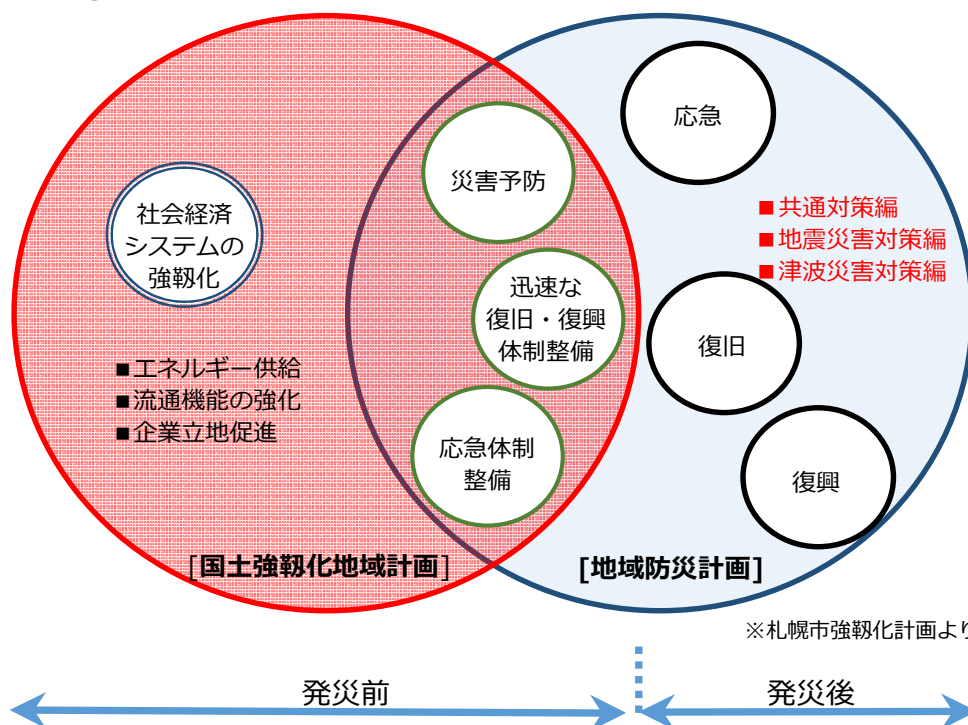 応急
災害予防
社会経済
システムの
強靱化
■共通対策編
■地震災害対策編
■津波災害対策編
迅速な
復旧・復興
体制整備
復旧
■エネルギー供給
■流通機能の強化
■企業立地促進
応急体制
整備
復興
[国土強靱化地域計画]
[地域防災計画]
※札幌市強靱化計画より
発災前
発災後